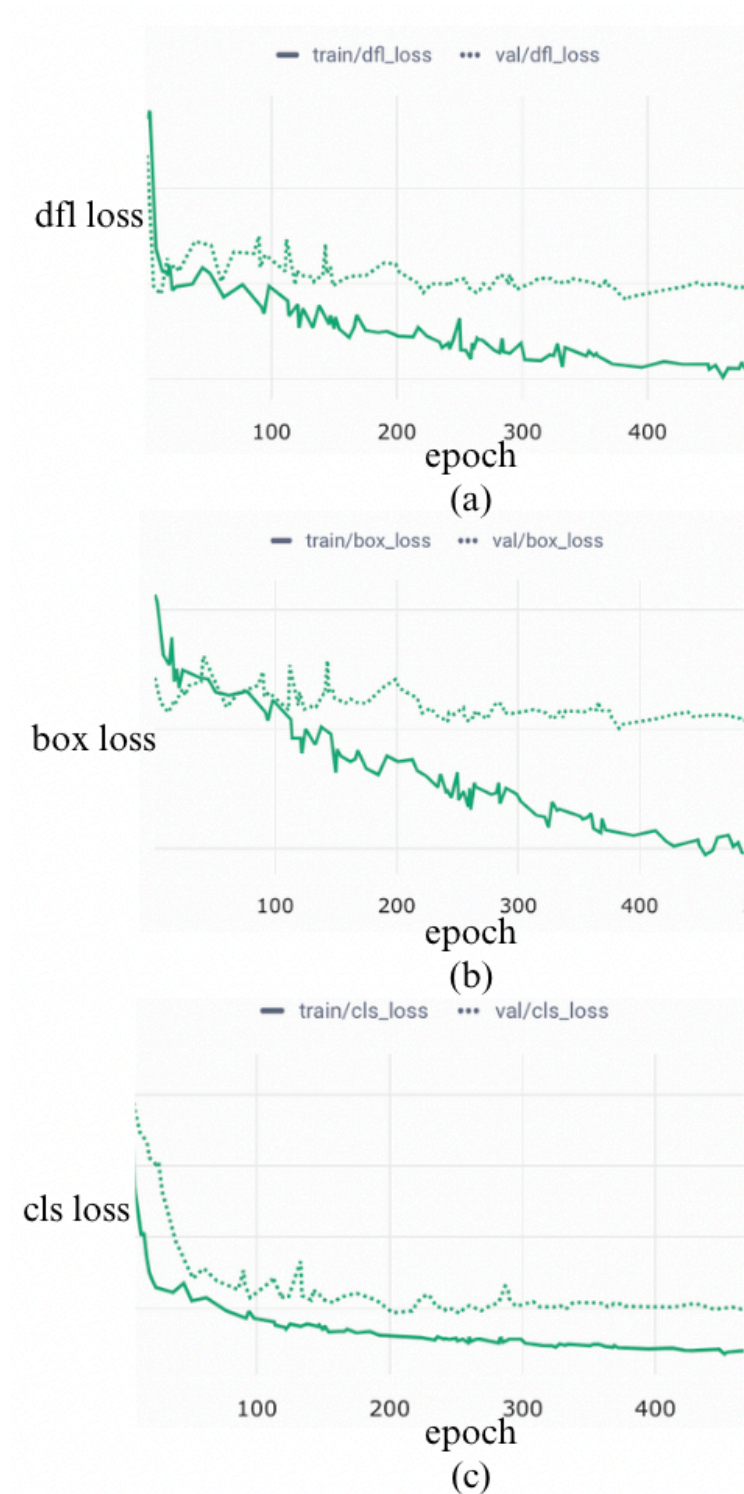 train/dfl_loss val/dfl_loss
dfl loss
100 200 300 400
epoch
(a)
train/box_loss val/box_loss
box loss
100 200 300 400
epoch
(b)
train/cls_loss val/cls_loss
cls loss
100 200 300 400
epoch
(c)